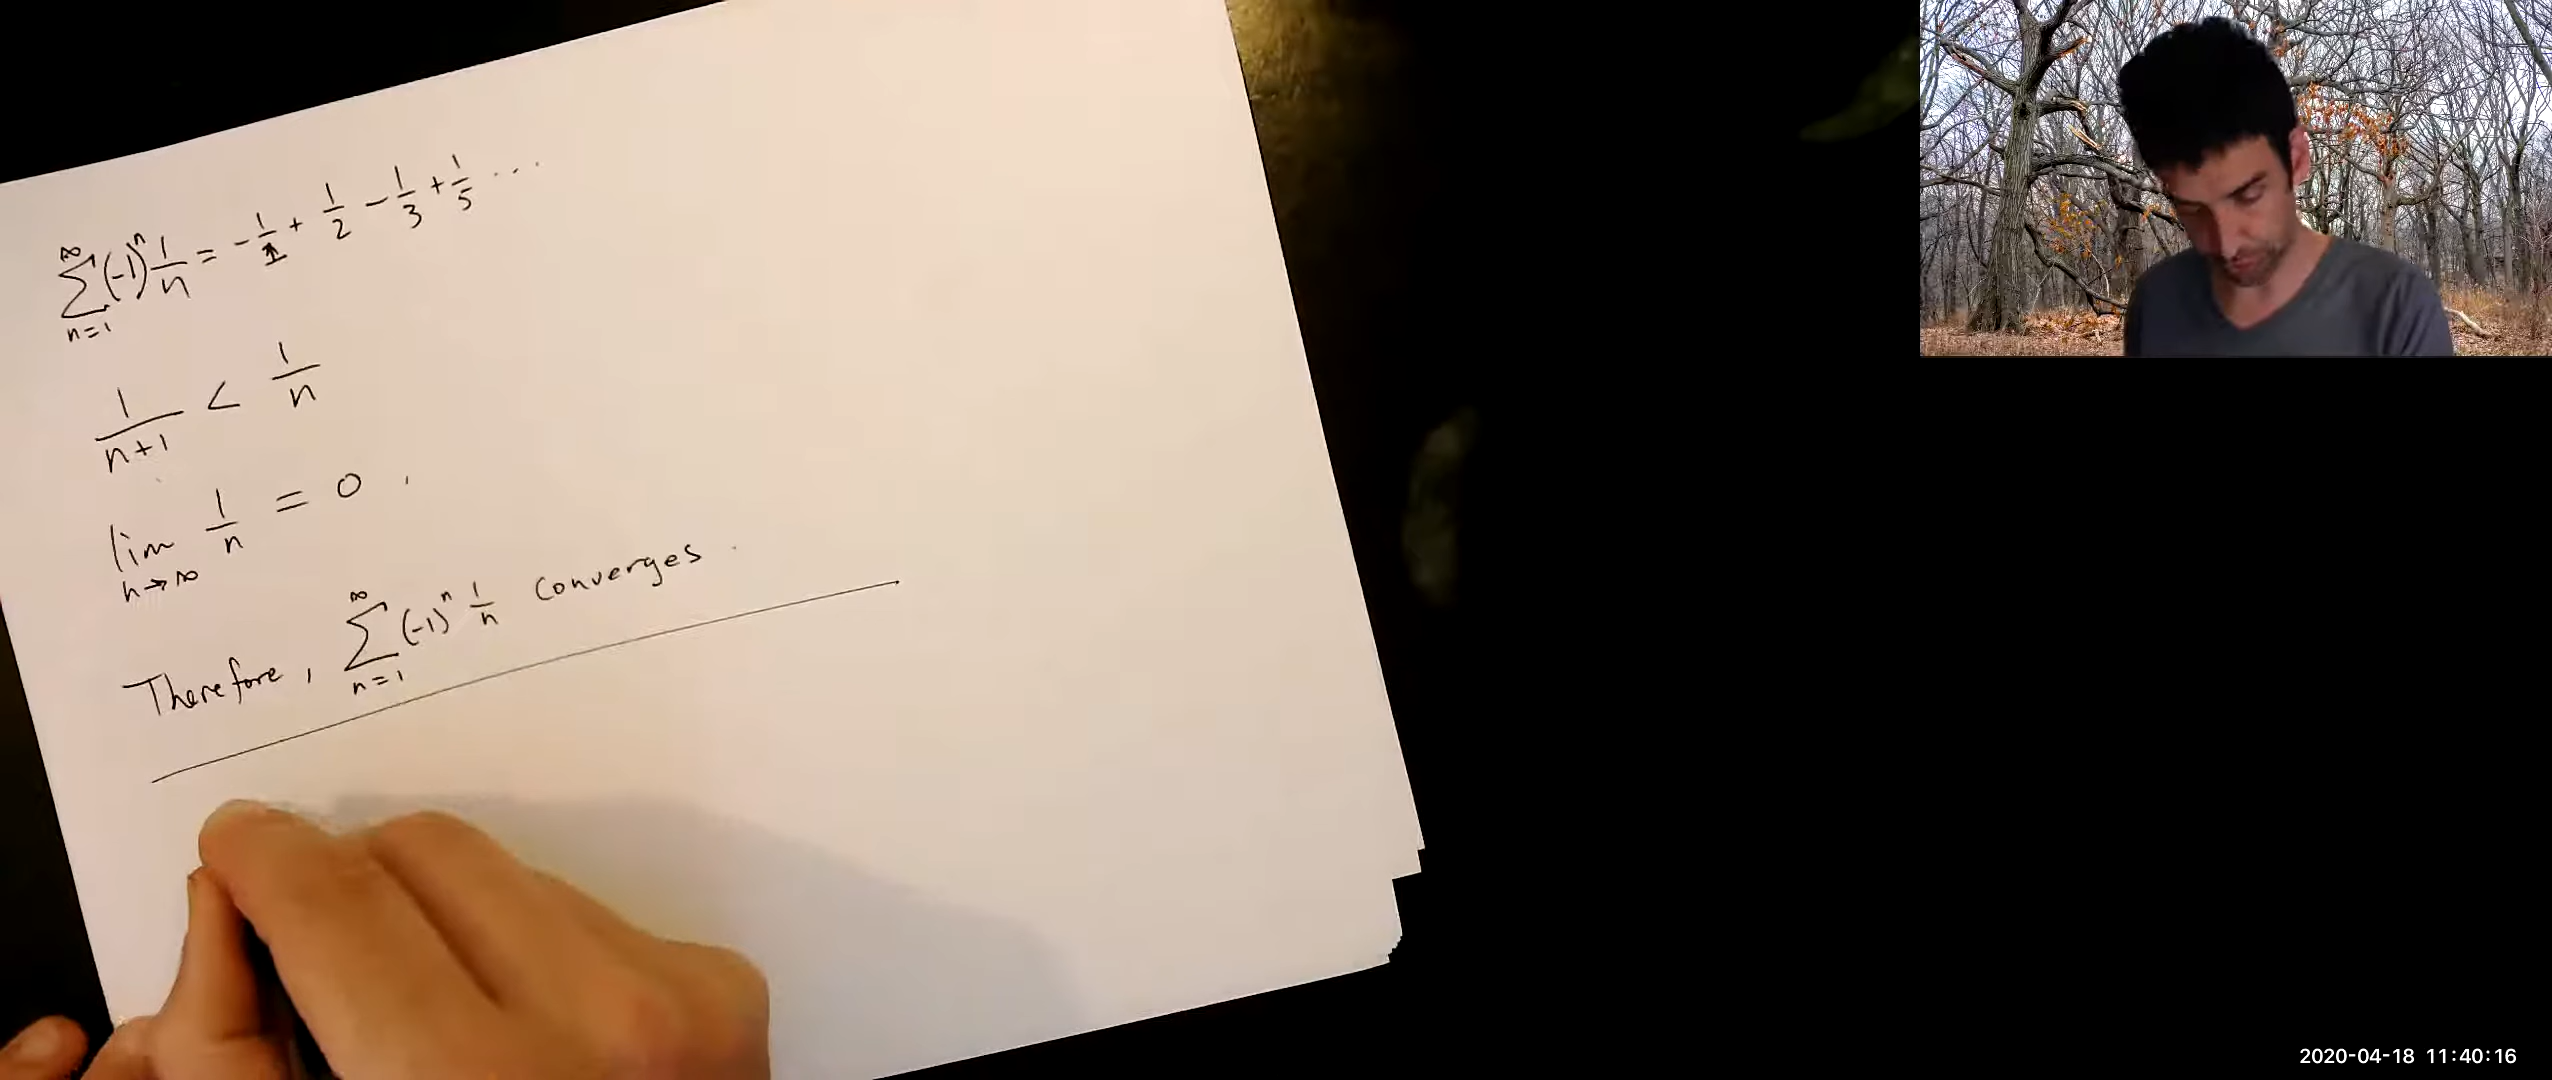 ∞∑n=1 (-1)^n 1/n = -1/1 + 1/2 - 1/3 + 1/5 ...
1/(n+1) < 1/n
lim n→∞ 1/n = 0 .
Therefore, ∞∑n=1 (-1)^n 1/n converges.
2020-04-18 11:40:16